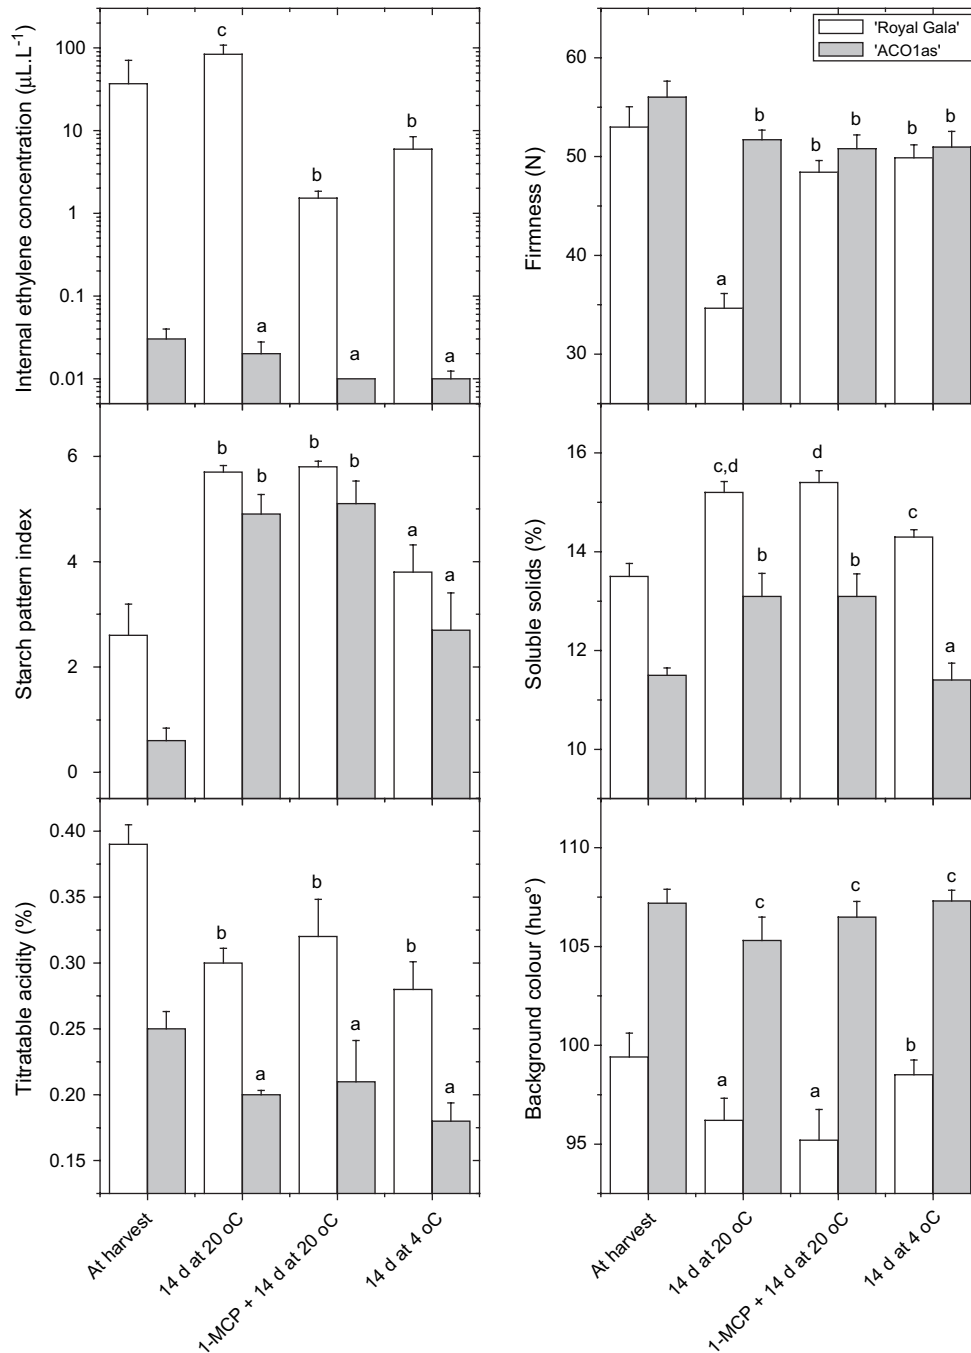 Internal ethylene concentration (μL.L-1)
100
10
1
0.1
0.01
c
b
b
a
a
a
Firmness (N)
60
50
40
30
'Royal Gala'
'ACO1as'
a
b
b
b
b
b
Starch pattern index
6
4
2
0
b
b
b
b
a
a
Soluble solids (%)
16
14
12
10
c,d
b
d
b
c
a
Titratable acidity (%)
0.40
0.35
0.30
0.25
0.20
0.15
b
a
b
a
b
a
Background colour (hue°)
110
105
100
95
a
c
a
c
b
c
At harvest
14 d at 20 oC
1-MCP + 14 d at 20 oC
14 d at 4 oC
At harvest
14 d at 20 oC
1-MCP + 14 d at 20 oC
14 d at 4 oC